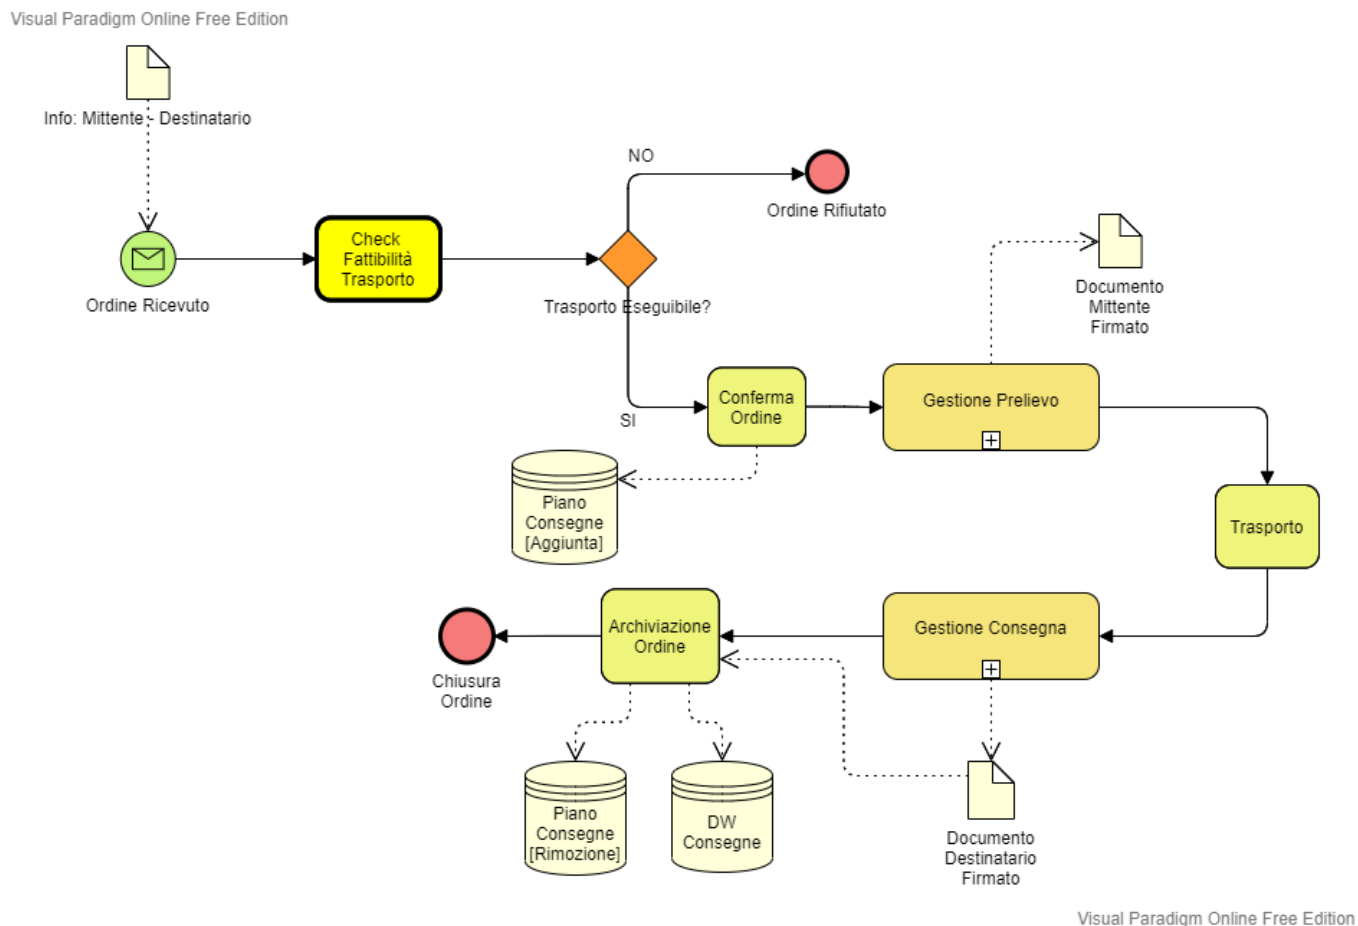 Visual Paradigm Online Free Edition
Info: Mittente - Destinatario
NO
Ordine Rifiutato
Check
Fattibilità
Trasporto
Ordine Ricevuto
Trasporto Eseguibile?
Documento
Mittente
Firmato
SI
Conferma
Ordine
Gestione Prelievo
Piano
Consegne
[Aggiunta]
Trasporto
Gestione Consegna
Archiviazione
Ordine
Chiusura
Ordine
Piano
Consegne
[Rimozione]
DW
Consegne
Documento
Destinatario
Firmato
Visual Paradigm Online Free Edition